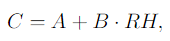 C = A + B · RH,